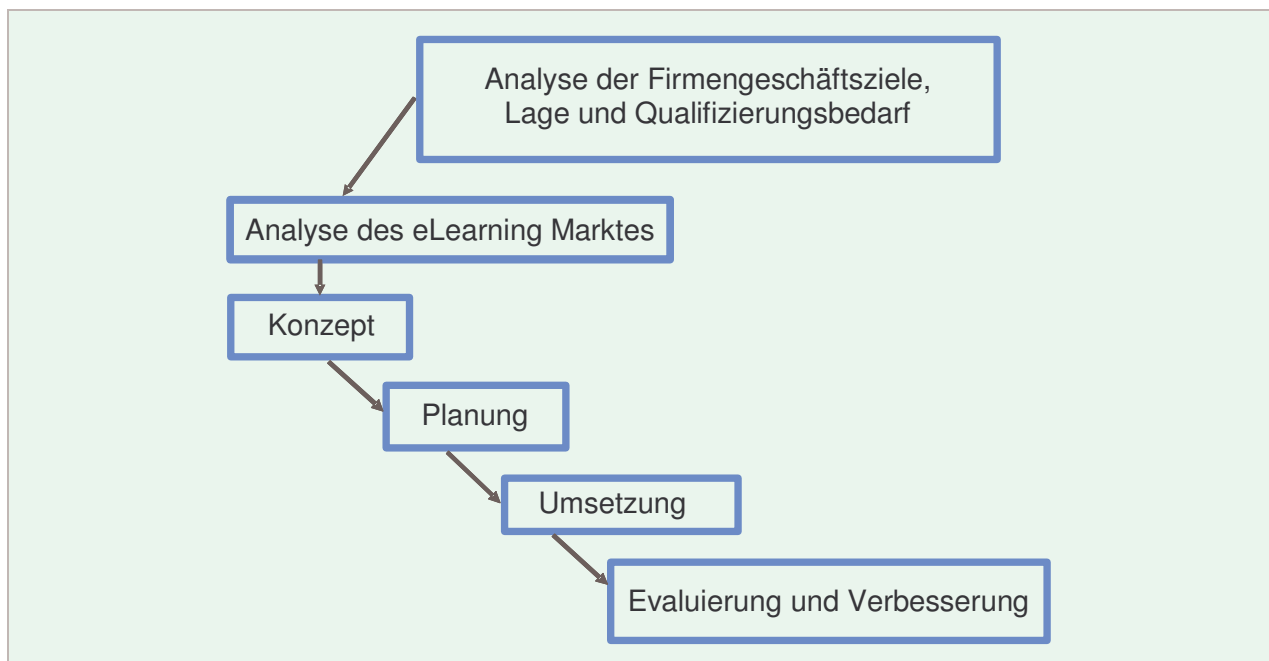 Analyse der Firmengeschäftsziele,
Lage und Qualifizierungsbedarf
Analyse des eLearning Marktes
Konzept
Planung
Umsetzung
Evaluierung und Verbesserung